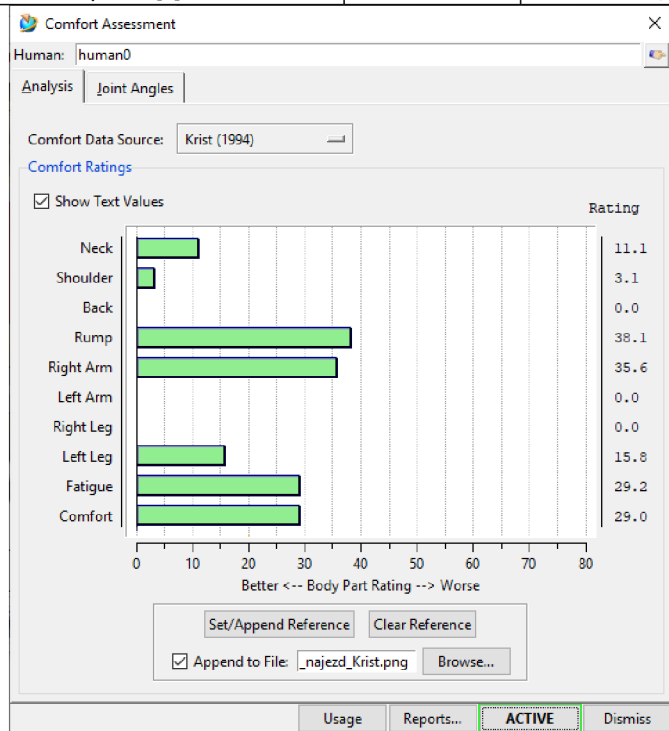 Comfort Assessment
Human: human0
Analysis Joint Angles
Comfort Data Source: Krist (1994)
Comfort Ratings
Show Text Values
Rating
Neck 11.1
Shoulder 3.1
Back 0.0
Rump 38.1
Right Arm 35.6
Left Arm 0.0
Right Leg 0.0
Left Leg 15.8
Fatigue 29.2
Comfort 29.0
0 10 20 30 40 50 60 70 80
Better <-- Body Part Rating --> Worse
Set/Append Reference Clear Reference
Append to File: _najezd_Krist.png Browse...
Usage Reports... ACTIVE Dismiss